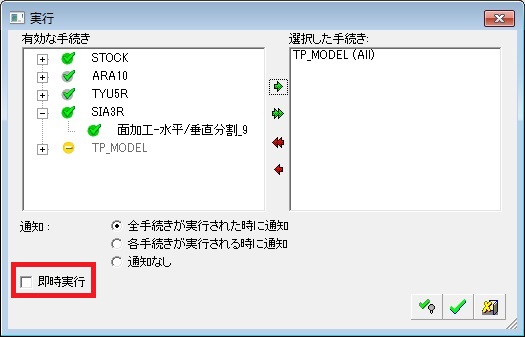 実行
有効な手続き
STOCK
ARA10
TYU5R
SIA3R
面加工-水平/垂直分割_9
TP_MODEL
選択した手続き:
TP_MODEL (All)
通知:
全手続きが実行された時に通知
各手続きが実行される時に通知
通知なし
即時実行